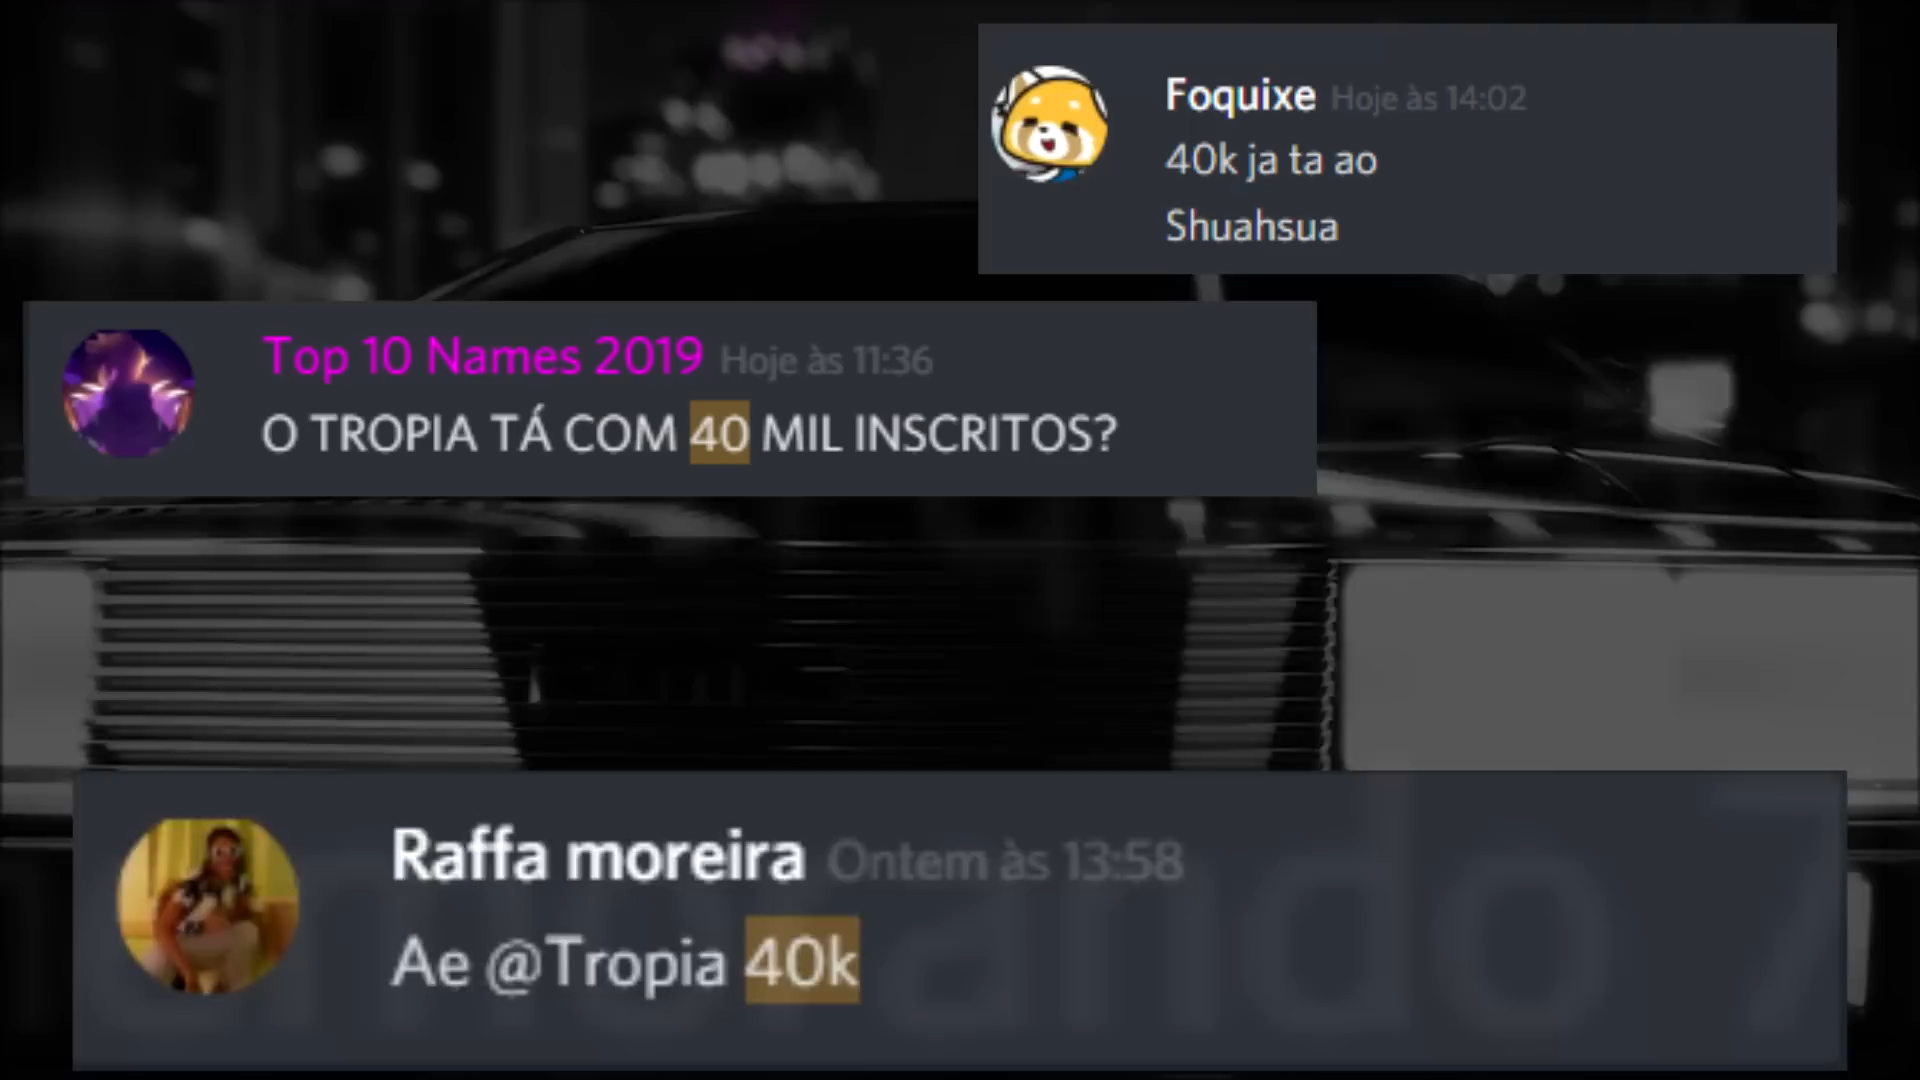 Foquixe Hoje às 14:02
40k ja ta ao
Shuahsua
Top 10 Names 2019 Hoje às 11:36
O TROPIA TÁ COM 40 MIL INSCRITOS?
Raffa moreira Ontem às 13:58
Ae @Tropia 40k